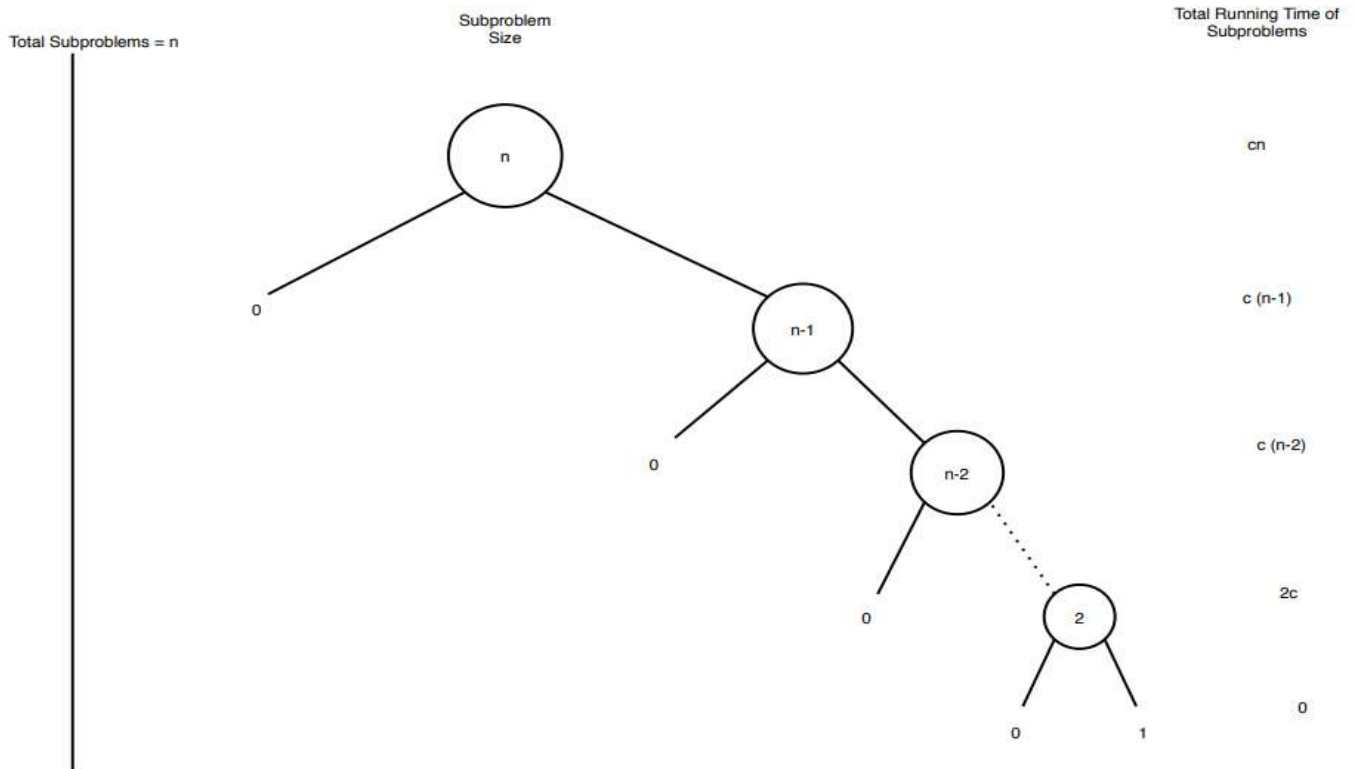 Total Subproblems = n
Subproblem
Size
Total Running Time of
Subproblems
n
cn
0
n-1
c (n-1)
0
n-2
c (n-2)
0
2
2c
0
1
0